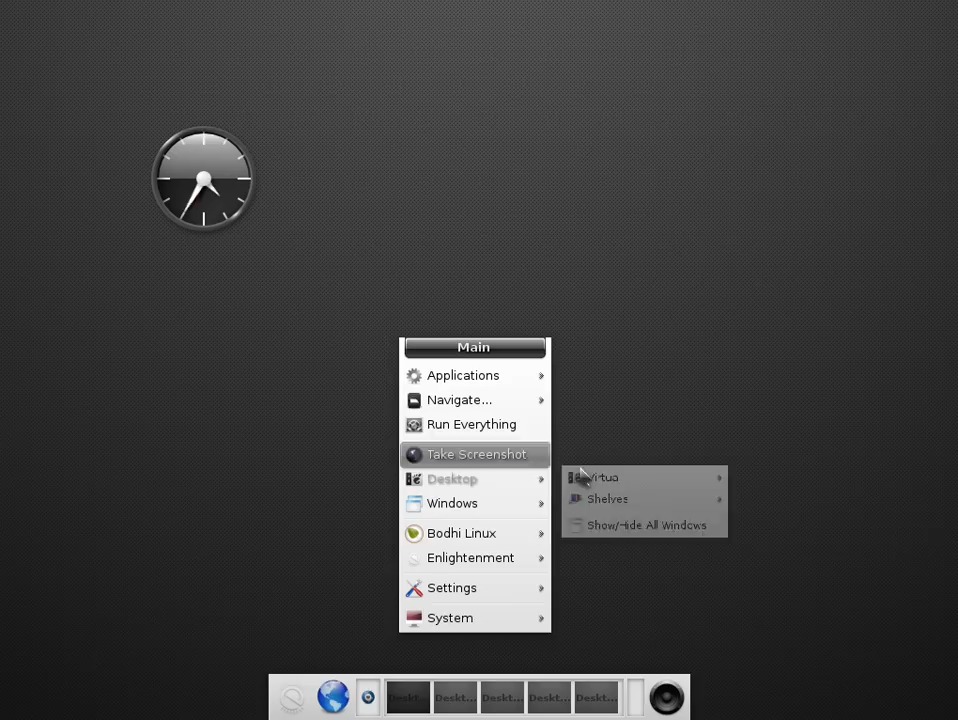 Main
Applications
Navigate...
Run Everything
Take Screenshot
Desktop
Windows
Bodhi Linux
Enlightenment
Settings
System
Virtua
Shelves
Show/Hide All Windows
Deskt... Deskt... Deskt... Deskt... Deskt...